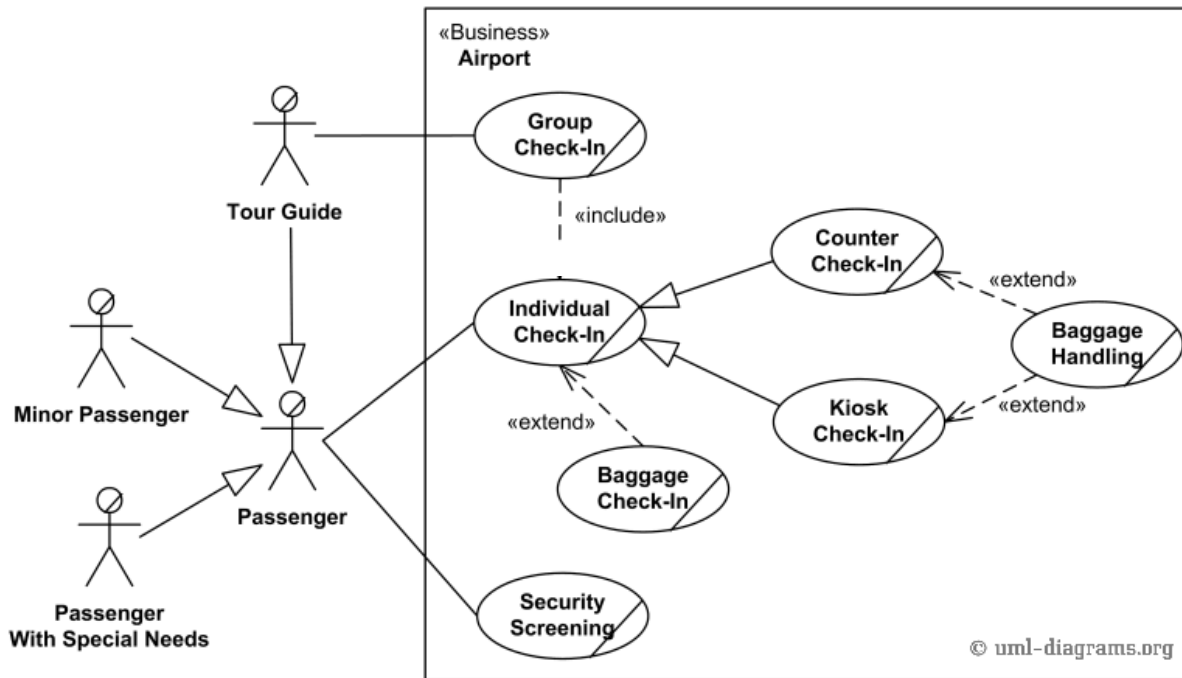 «Business»
Airport
Group
Check-In
Tour Guide
«include»
Counter
Check-In
«extend»
Individual
Check-In
Baggage
Handling
Minor Passenger
«extend»
Kiosk
Check-In
«extend»
Baggage
Check-In
Passenger
Passenger
With Special Needs
Security
Screening
© uml-diagrams.org